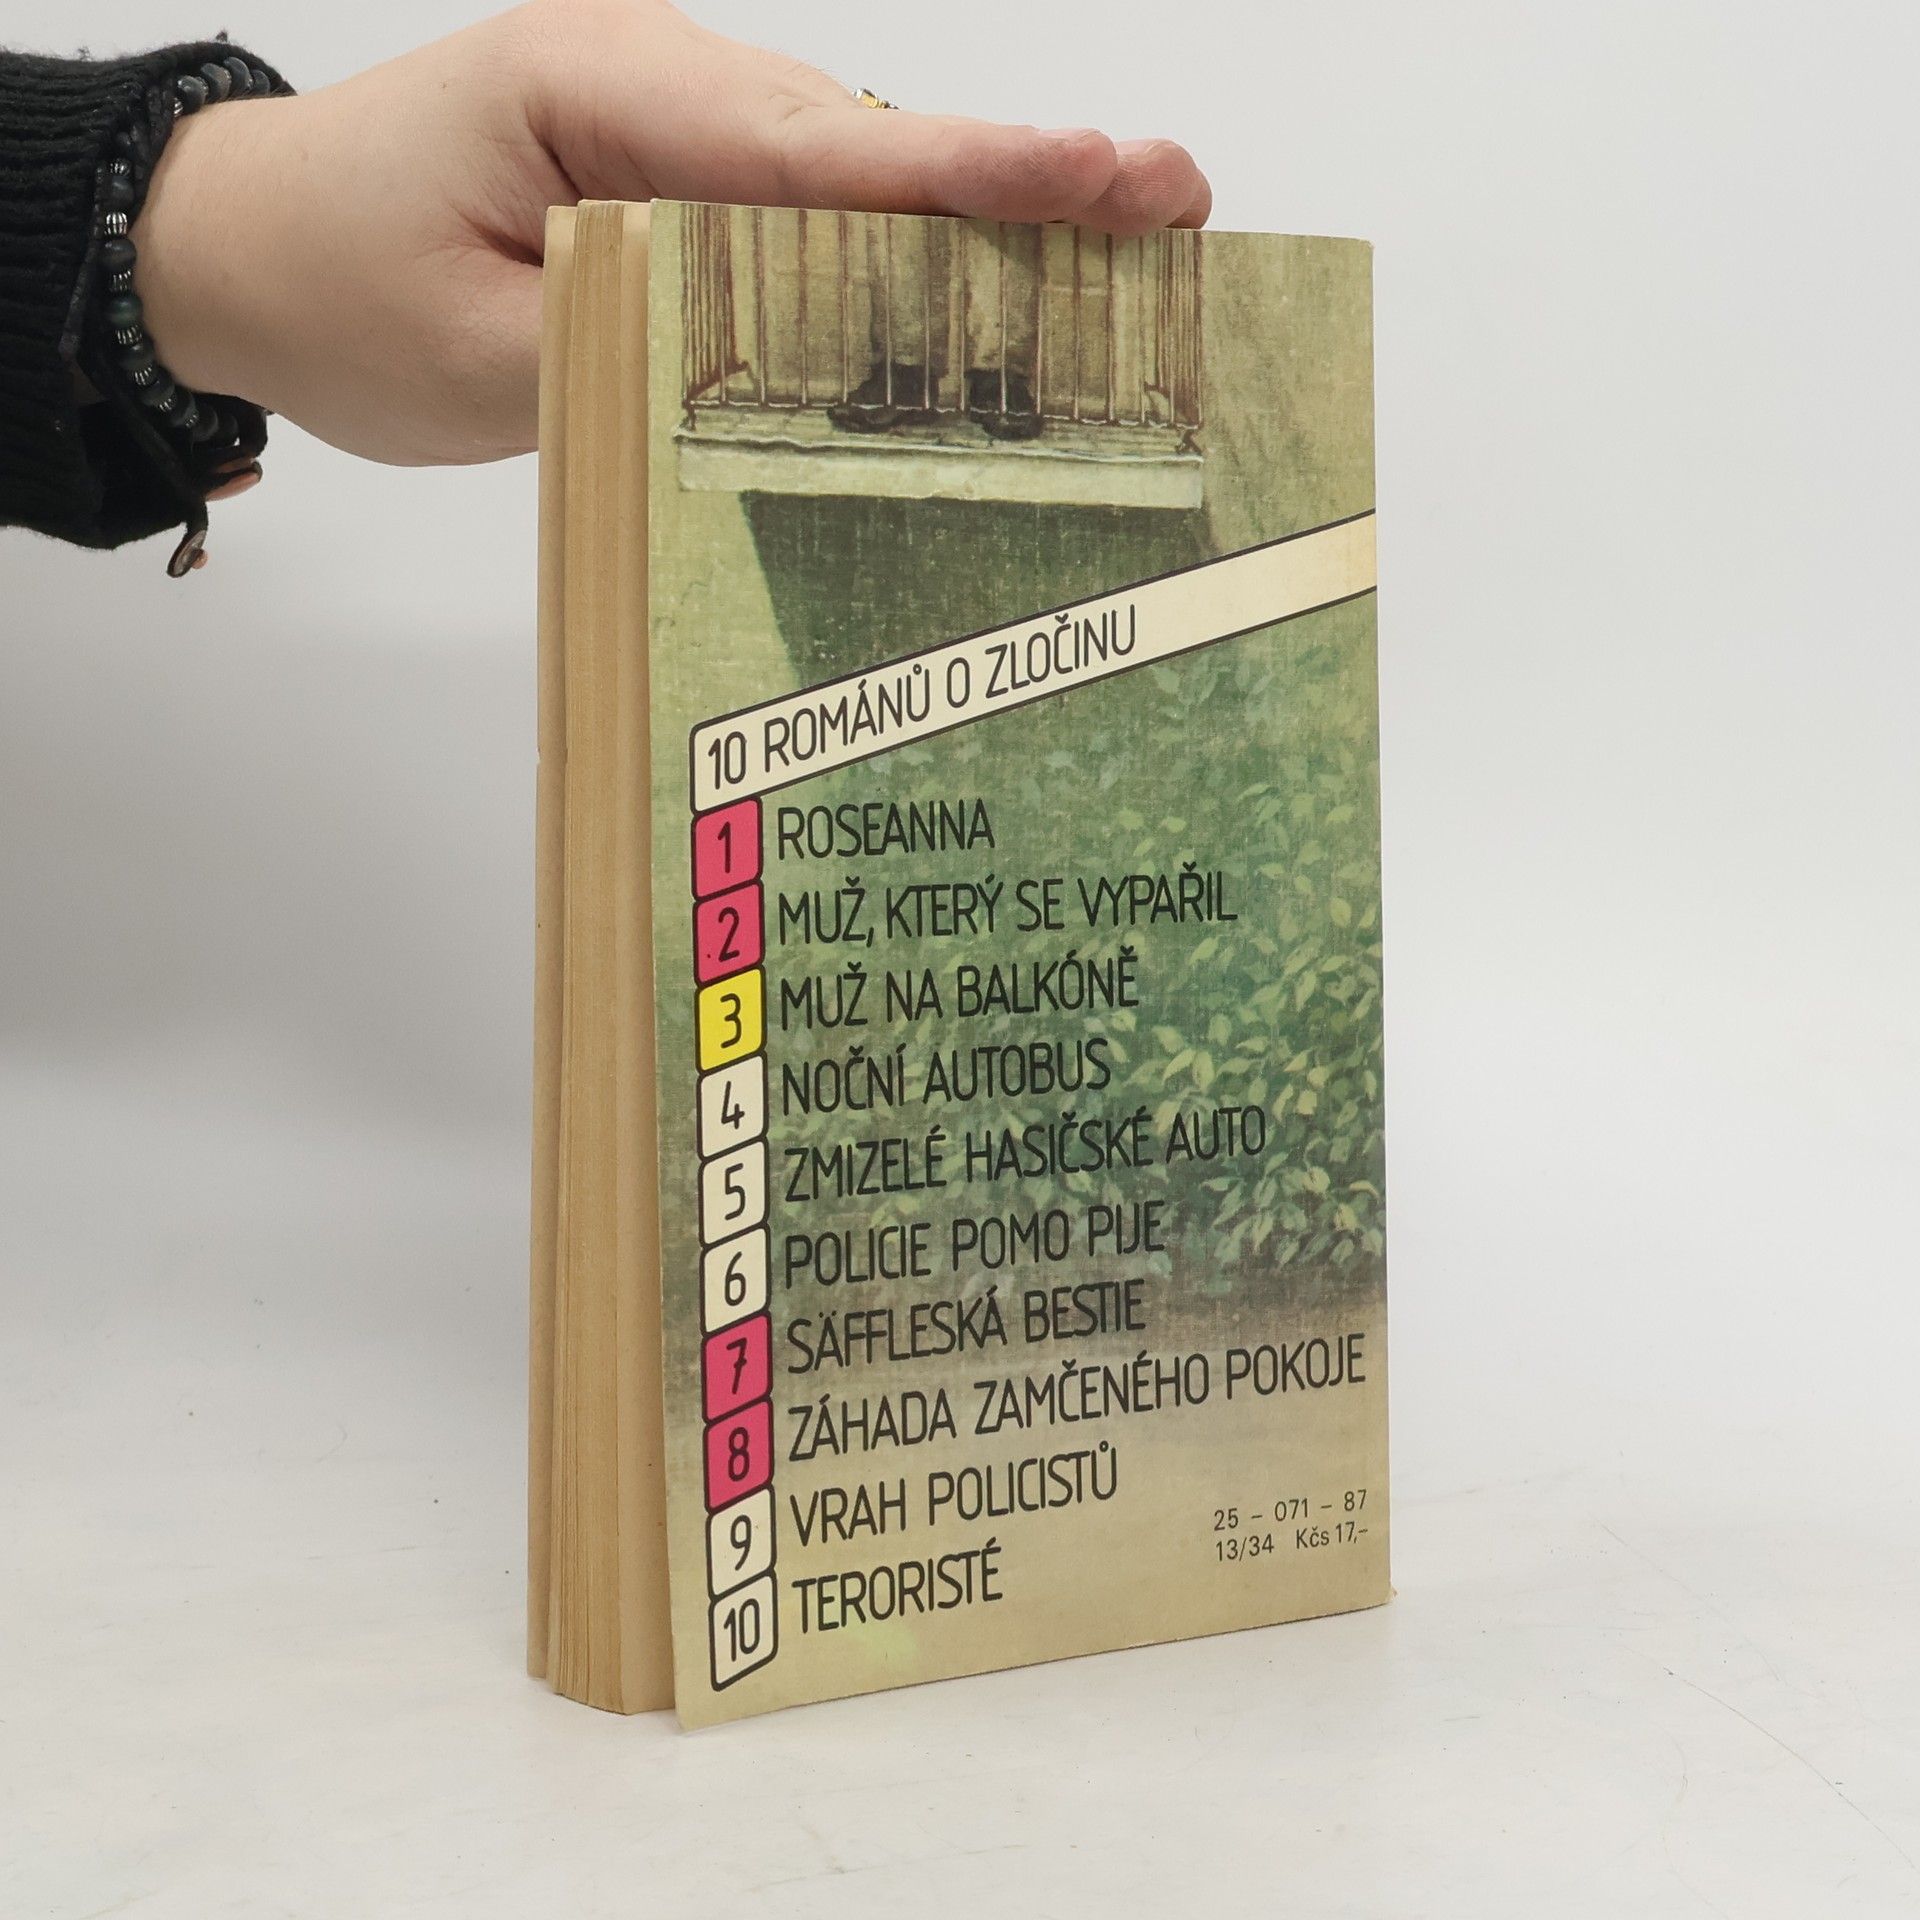 10 ROMÁNŮ O ZLOČINU
1 ROSEANNA
2 MUŽ, KTERÝ SE VYPAŘIL
3 MUŽ NA BALKÓNĚ
4 NOČNÍ AUTOBUS
5 ZMIZELÉ HASIČSKÉ AUTO
6 POLICIE POMO PIJE
7 SÄFFLESKÁ BESTIE
8 ZÁHADA ZAMČENÉHO POKOJE
9 VRAH POLICISTŮ
10 TERORISTÉ
25 – 071 – 87
13/34 Kčs 17,–